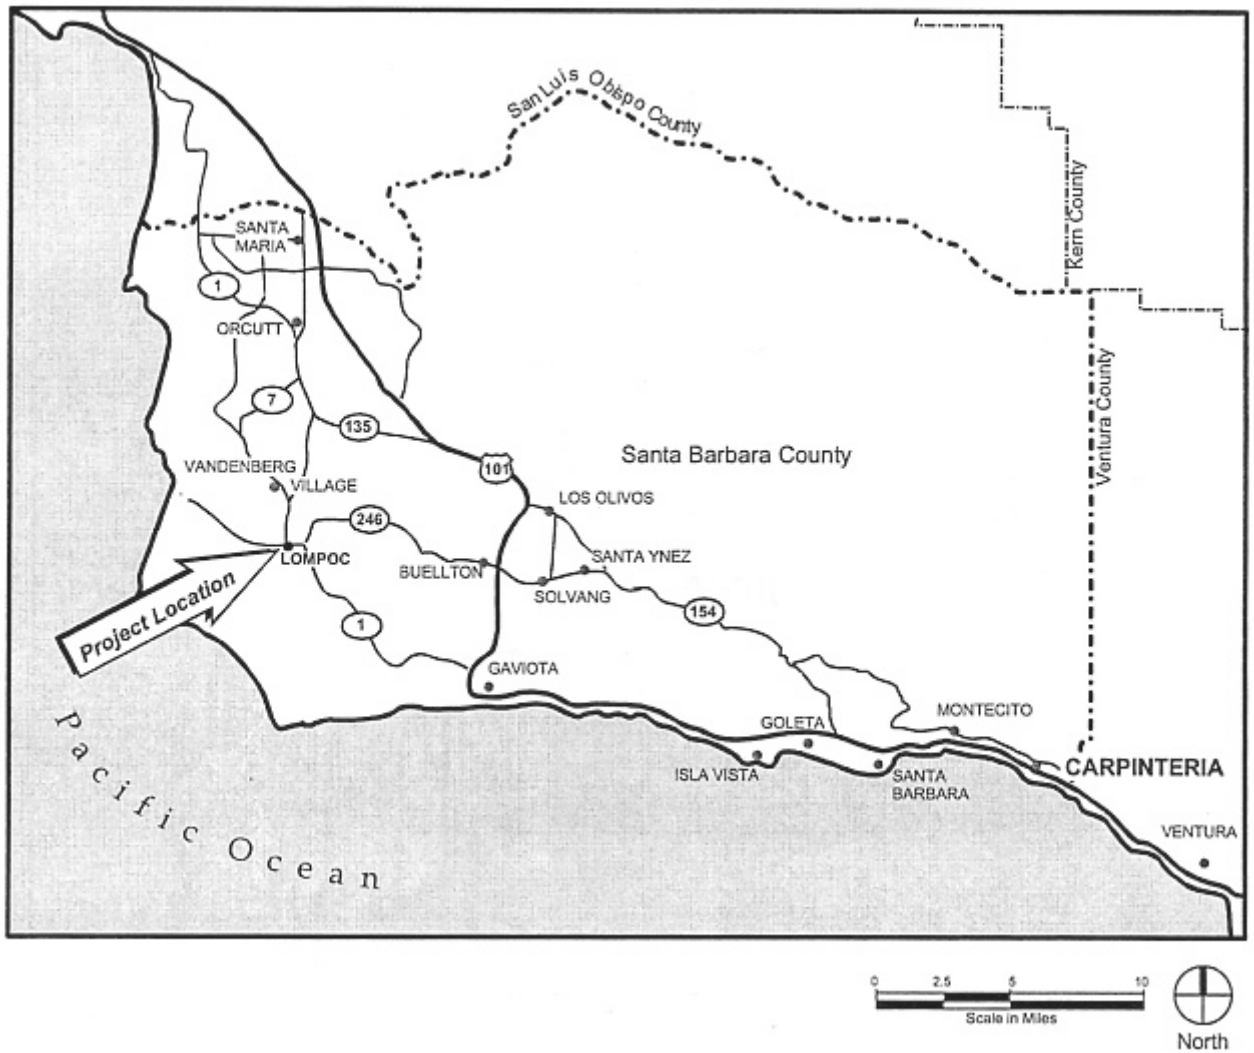 San Luis Obispo County
Kern County
SANTA
MARIA
1
ORCUTT
7
135
Ventura County
Santa Barbara County
101
VANDENBERG
VILLAGE
LOS OLIVOS
246
LOMPOC
SANTA YNEZ
BUELLTON
SOLVANG
Project Location
154
1
GAVIOTA
MONTECITO
GOLETA
CARPINTERIA
ISLA VISTA
SANTA
BARBARA
Pacific Ocean
VENTURA
0 2.5 5 10
Scale in Miles
North